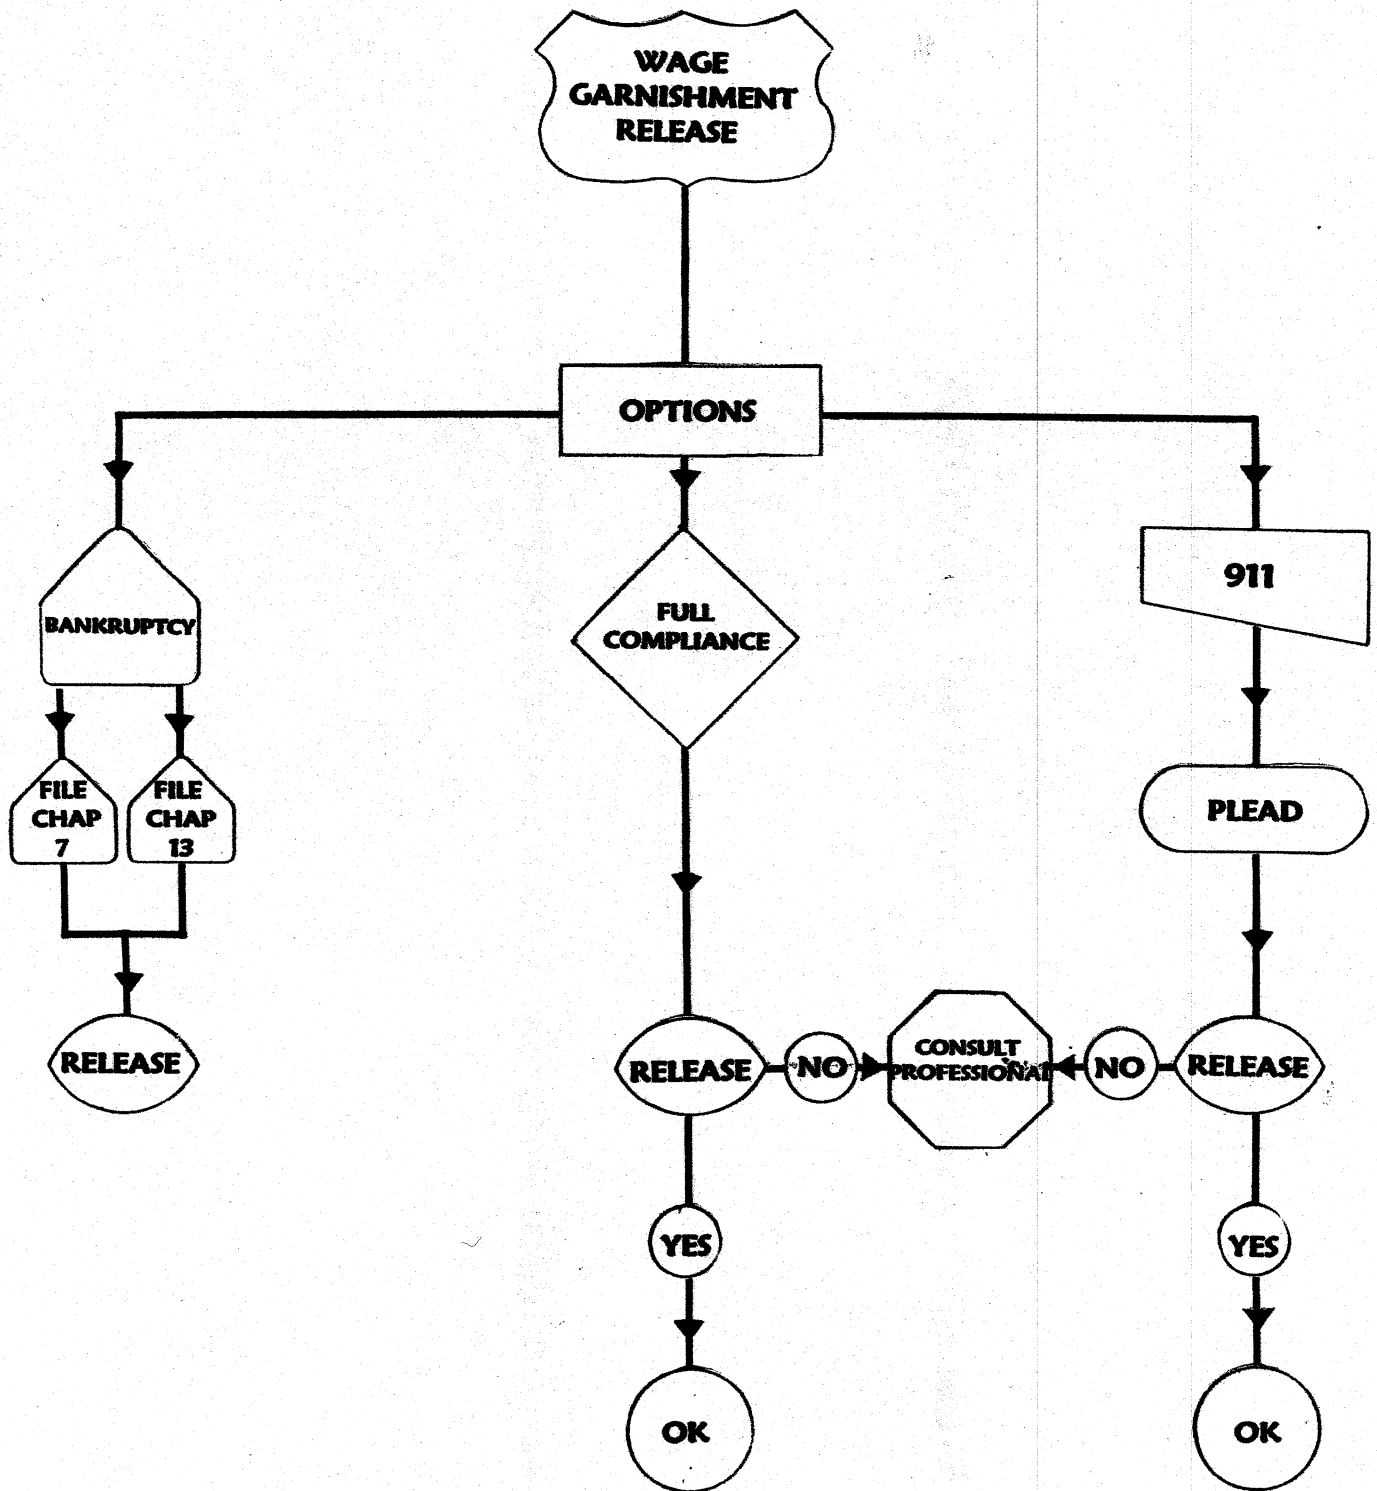 WAGE
GARNISHMENT
RELEASE
OPTIONS
BANKRUPTCY
FULL
COMPLIANCE
911
FILE
CHAP
7
FILE
CHAP
13
PLEAD
RELEASE
RELEASE
NO
CONSULT
PROFESSIONAL
NO
RELEASE
YES
YES
OK
OK